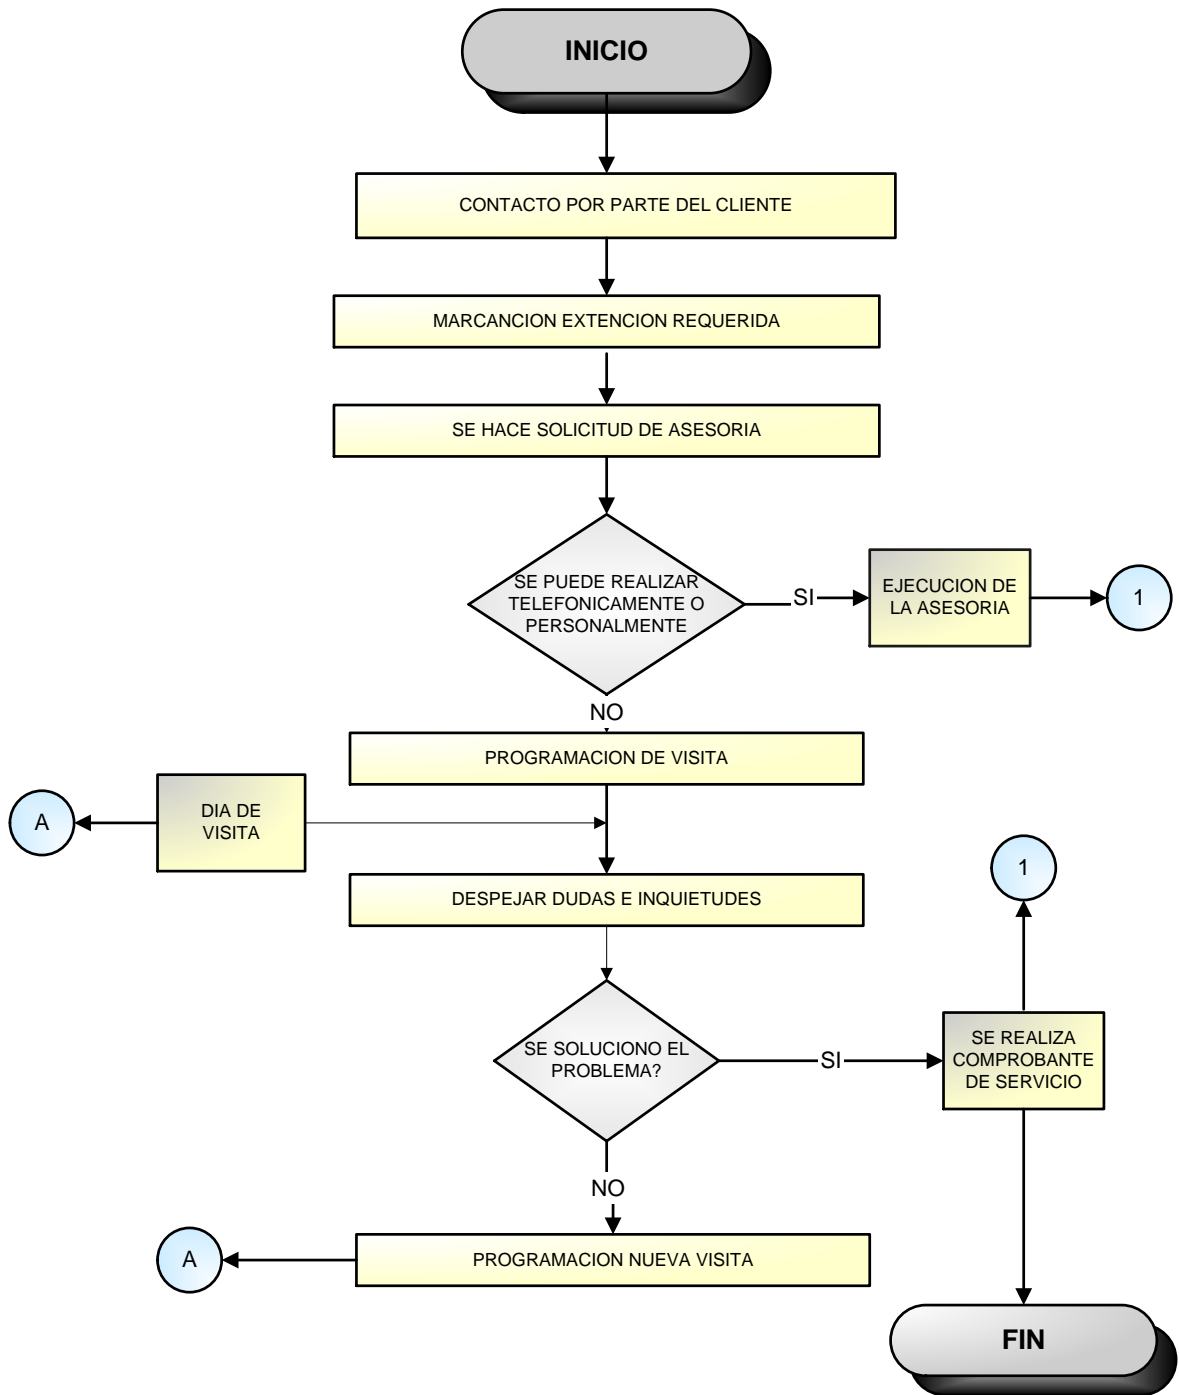 INICIO
CONTACTO POR PARTE DEL CLIENTE
MARCANCION EXTENCION REQUERIDA
SE HACE SOLICITUD DE ASESORIA
SE PUEDE REALIZAR
TELEFONICAMENTE O
PERSONALMENTE
SI
EJECUCION DE
LA ASESORIA
1
NO
PROGRAMACION DE VISITA
A
DIA DE
VISITA
1
DESPEJAR DUDAS E INQUIETUDES
SE SOLUCIONO EL
PROBLEMA?
SI
SE REALIZA
COMPROBANTE
DE SERVICIO
NO
A
PROGRAMACION NUEVA VISITA
FIN